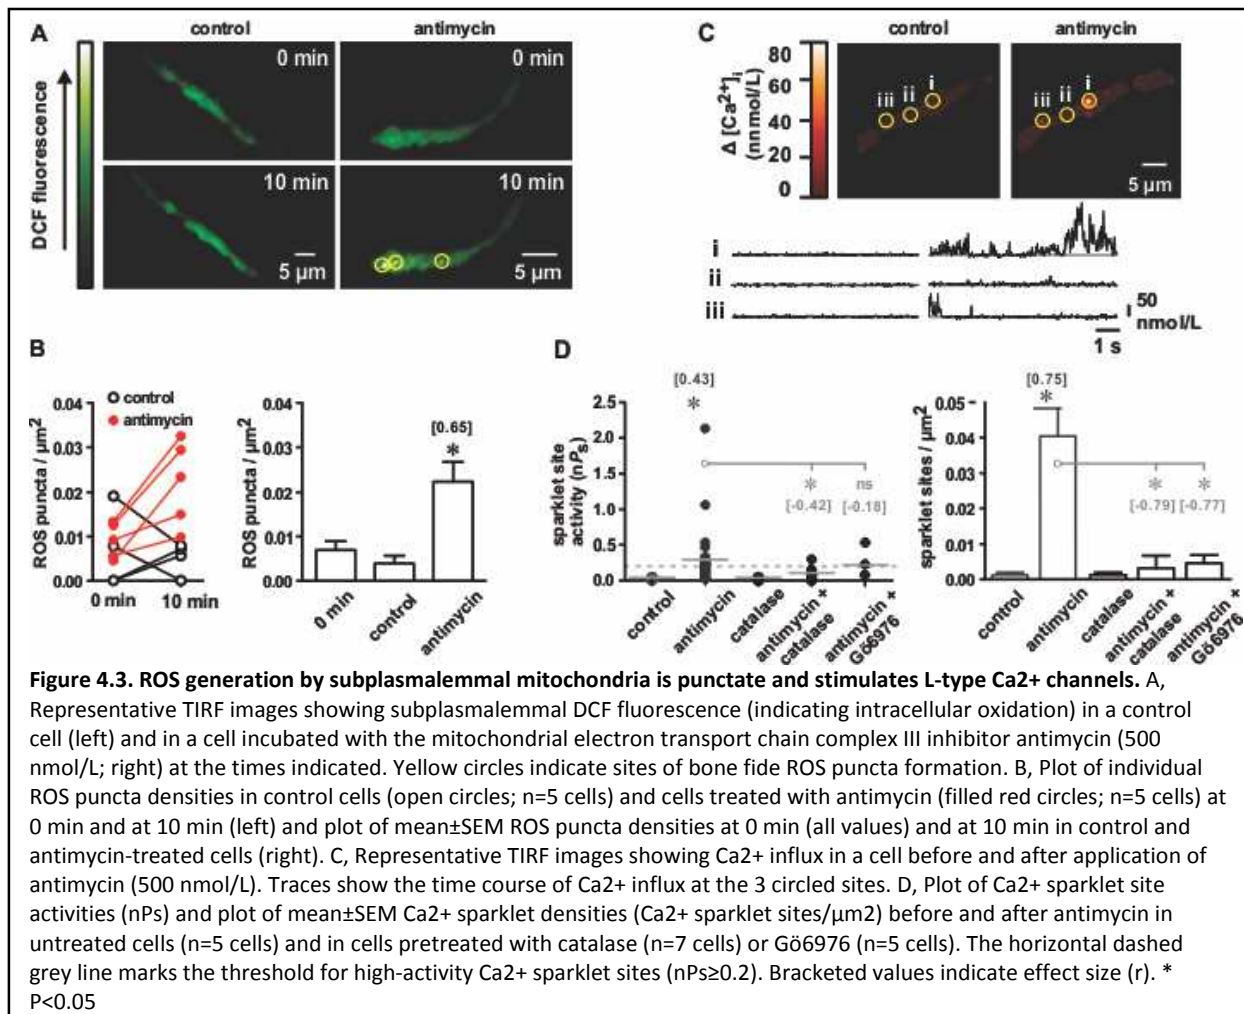 A
control
antimycin
0 min
0 min
10 min
10 min
5 µm
5 µm
DCF fluorescence
C
control
antimycin
80
60
40
20
0
Δ [Ca²⁺]ᵢ
(nnmol/L)
iii ii i
iii ii i
5 µm
i
ii
iii
50
nmol/L
1 s
B
control
antimycin
0.04
0.03
0.02
0.01
0.00
ROS puncta / µm²
0 min 10 min
0.04
0.03
0.02
0.01
0.00
ROS puncta / µm²
[0.65]
*
0 min
control
antimycin
D
[0.43]
*
2.5
2.0
1.5
1.0
0.5
0.0
sparklet site
activity (nPₛ)
* ns
[-0.42] [-0.18]
control
antimycin
catalase
antimycin +
catalase
antimycin +
Gö6976
[0.75]
*
0.05
0.04
0.03
0.02
0.01
0.00
sparklet sites / µm²
* *
[-0.79] [-0.77]
control
antimycin
catalase
antimycin +
catalase
antimycin +
Gö6976
Figure 4.3. ROS generation by subplasmalemmal mitochondria is punctate and stimulates L-type Ca2+ channels. A,
Representative TIRF images showing subplasmalemmal DCF fluorescence (indicating intracellular oxidation) in a control
cell (left) and in a cell incubated with the mitochondrial electron transport chain complex III inhibitor antimycin (500
nmol/L; right) at the times indicated. Yellow circles indicate sites of bone fide ROS puncta formation. B, Plot of individual
ROS puncta densities in control cells (open circles; n=5 cells) and cells treated with antimycin (filled red circles; n=5 cells) at
0 min and at 10 min (left) and plot of mean±SEM ROS puncta densities at 0 min (all values) and at 10 min in control and
antimycin-treated cells (right). C, Representative TIRF images showing Ca2+ influx in a cell before and after application of
antimycin (500 nmol/L). Traces show the time course of Ca2+ influx at the 3 circled sites. D, Plot of Ca2+ sparklet site
activities (nPs) and plot of mean±SEM Ca2+ sparklet densities (Ca2+ sparklet sites/µm2) before and after antimycin in
untreated cells (n=5 cells) and in cells pretreated with catalase (n=7 cells) or Gö6976 (n=5 cells). The horizontal dashed
grey line marks the threshold for high-activity Ca2+ sparklet sites (nPs≥0.2). Bracketed values indicate effect size (r). *
P<0.05